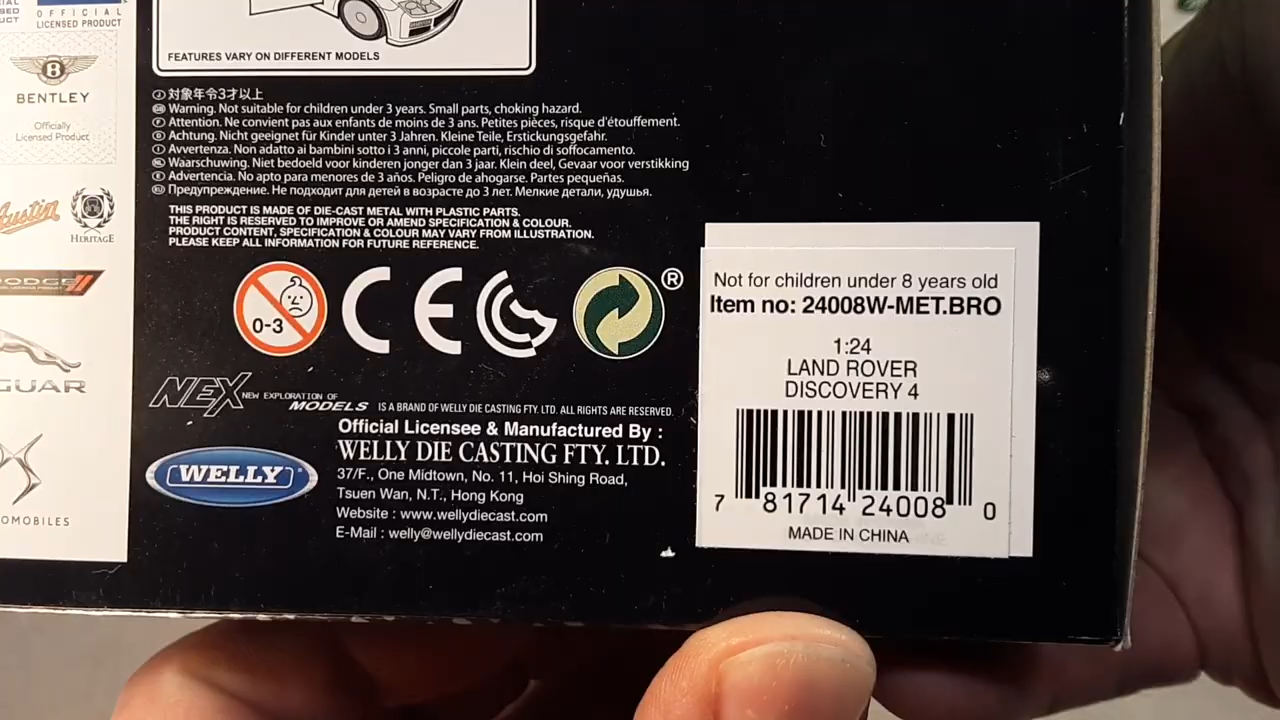 OFFICIAL
LICENSED PRODUCT
B
BENTLEY
Officially
Licensed Product
Austin
HERITAGE
FEATURES VARY ON DIFFERENT MODELS
J 対象年令3才以上
GB Warning. Not suitable for children under 3 years. Small parts, choking hazard.
F Attention. Ne convient pas aux enfants de moins de 3 ans. Petites pièces, risque d'étouffement.
D Achtung. Nicht geeignet für Kinder unter 3 Jahren. Kleine Teile, Erstickungsgefahr.
I Avvertenza. Non adatto ai bambini sotto i 3 anni, piccole parti, rischio di soffocamento.
Waarschuwing. Niet bedoeld voor kinderen jonger dan 3 jaar. Klein deel, Gevaar voor verstikking
E Advertencia. No apto para menores de 3 años. Peligro de ahogarse. Partes pequeñas.
RU Предупреждение. Не подходит для детей в возрасте до 3 лет. Мелкие детали, удушья.
THIS PRODUCT IS MADE OF DIE-CAST METAL WITH PLASTIC PARTS.
THE RIGHT IS RESERVED TO IMPROVE OR AMEND SPECIFICATION & COLOUR.
PRODUCT CONTENT, SPECIFICATION & COLOUR MAY VARY FROM ILLUSTRATION.
PLEASE KEEP ALL INFORMATION FOR FUTURE REFERENCE.
0-3
CE
®
NEX NEW EXPLORATION OF
MODELS IS A BRAND OF WELLY DIE CASTING FTY. LTD. ALL RIGHTS ARE RESERVED.
WELLY
Official Licensee & Manufactured By :
WELLY DIE CASTING FTY. LTD.
37/F., One Midtown, No. 11, Hoi Shing Road,
Tsuen Wan, N.T., Hong Kong
Website : www.wellydiecast.com
E-Mail : welly@wellydiecast.com
Not for children under 8 years old
Item no: 24008W-MET.BRO
1:24
LAND ROVER
DISCOVERY 4
7 81714 24008 0
MADE IN CHINA